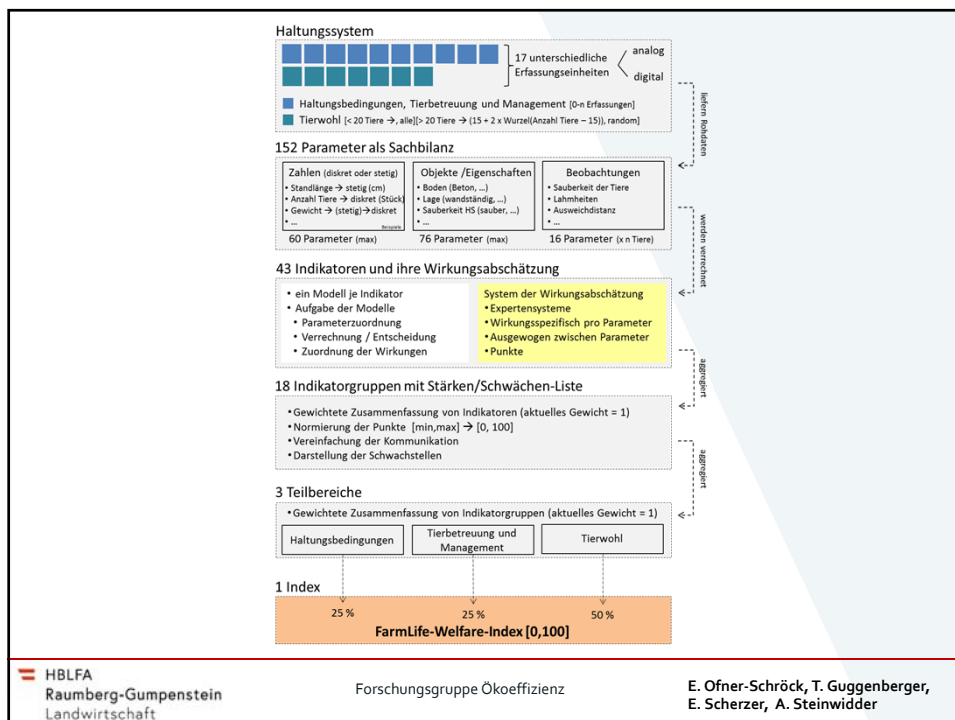 Haltungssystem
17 unterschiedliche
Erfassungseinheiten
analog
digital
Haltungsbedingungen, Tierbetreuung und Management [0-n Erfassungen]
Tierwohl [< 20 Tiere →, alle][> 20 Tiere → (15 + 2 x Wurzel(Anzahl Tiere – 15)), random]
liefern Rohdaten
152 Parameter als Sachbilanz
Zahlen (diskret oder stetig)
• Standlänge → stetig (cm)
• Anzahl Tiere → diskret (Stück)
• Gewicht → (stetig) → diskret
• ...
Beispiele
Objekte /Eigenschaften
• Boden (Beton, ...)
• Lage (wandständig, ...)
• Sauberkeit HS (sauber, ...)
• ...
Beobachtungen
• Sauberkeit der Tiere
• Lahmheiten
• Ausweichdistanz
• ...
60 Parameter (max)
76 Parameter (max)
16 Parameter (x n Tiere)
werden verrechnet
43 Indikatoren und ihre Wirkungsabschätzung
• ein Modell je Indikator
• Aufgabe der Modelle
• Parameterzuordnung
• Verrechnung / Entscheidung
• Zuordnung der Wirkungen
System der Wirkungsabschätzung
• Expertensysteme
• Wirkungsspezifisch pro Parameter
• Ausgewogen zwischen Parameter
• Punkte
aggregiert
18 Indikatorgruppen mit Stärken/Schwächen-Liste
• Gewichtete Zusammenfassung von Indikatoren (aktuelles Gewicht = 1)
• Normierung der Punkte [min,max] → [0, 100]
• Vereinfachung der Kommunikation
• Darstellung der Schwachstellen
aggregiert
3 Teilbereiche
• Gewichtete Zusammenfassung von Indikatorgruppen (aktuelles Gewicht = 1)
Haltungsbedingungen
Tierbetreuung und
Management
Tierwohl
1 Index
25 %
25 %
50 %
FarmLife-Welfare-Index [0,100]
HBLFA
Raumberg-Gumpenstein
Landwirtschaft
Forschungsgruppe Ökoeffizienz
E. Ofner-Schröck, T. Guggenberger,
E. Scherzer, A. Steinwidder